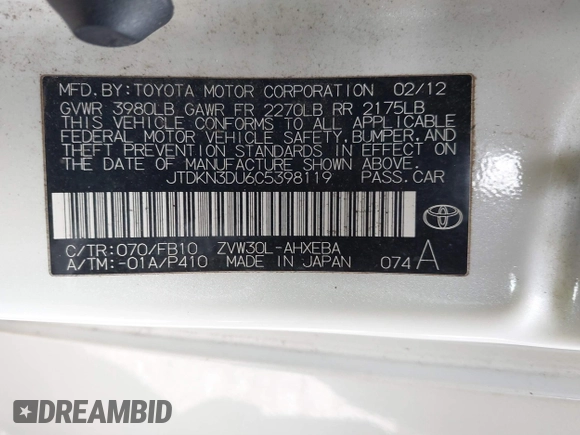 MFD. BY: TOYOTA MOTOR CORPORATION 02/12
GVWR 3980LB GAWR FR 2270LB RR 2175LB
THIS VEHICLE CONFORMS TO ALL APPLICABLE
FEDERAL MOTOR VEHICLE SAFETY, BUMPER, AND
THEFT PREVENTION STANDARDS IN EFFECT ON
THE DATE OF MANUFACTURE SHOWN ABOVE.
JTDKN3DU6C5398119 PASS. CAR
C/TR: 070/FB10 ZVW30L-AHXEBA
A/TM: -01A/P410 MADE IN JAPAN 074 A
TOYOTA
DREAMBID